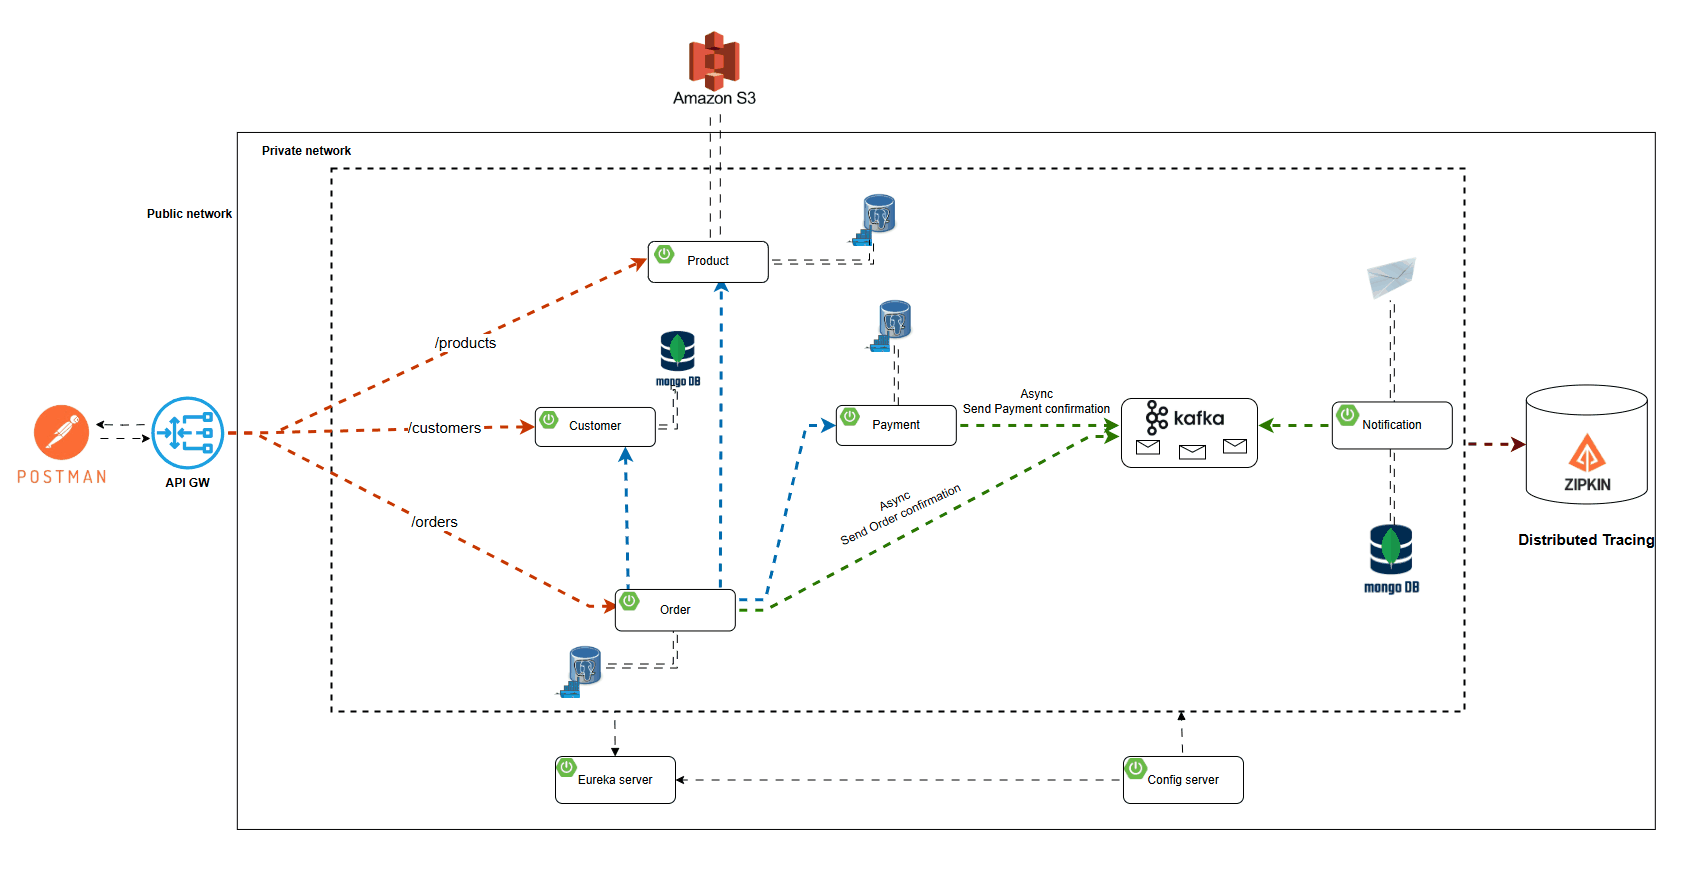 Amazon S3
Private network
Public network
Product
/products
mongo DB
Async
Send Payment confirmation
kafka
/customers
Customer
Payment
Notification
POSTMAN
API GW
ZIPKIN
Async
Send Order confirmation
/orders
Distributed Tracing
mongo DB
Order
Eureka server
Config server